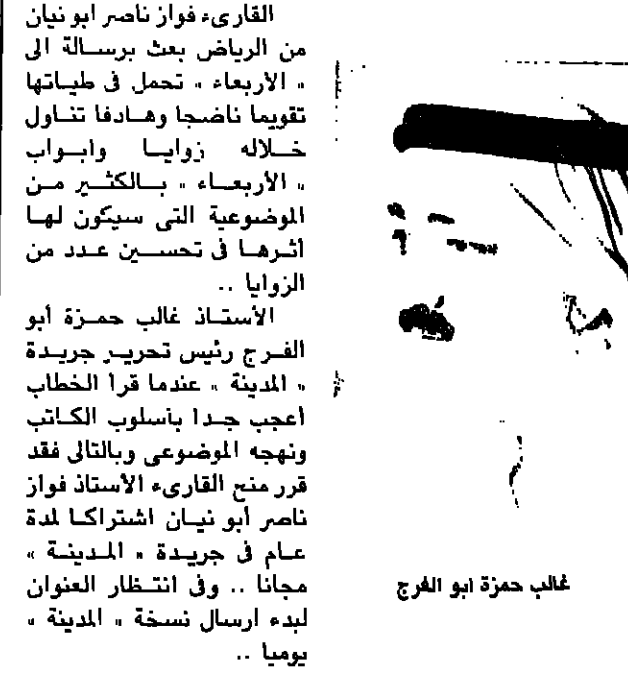 القارىء فواز ناصر ابو نيان
من الرياض بعث برسالة الى
« الأربعاء » تحمل فى طياتها
تقويما ناضجا وهادفا تناول
خلاله زوايا وابواب
« الأربعاء » بالكثير من
الموضوعية التى سيكون لها
اثرها فى تحسين عدد من
الزوايا ..
الأستاذ غالب حمزة أبو
الفرج رئيس تحرير جريدة
« المدينة » عندما قرا الخطاب
أعجب جدا بأسلوب الكاتب
ونهجه الموضوعى وبالتالى فقد
قرر منح القارىء الأستاذ فواز
ناصر أبو نيان اشتراكا لمدة
عام فى جريدة « المدينة »
مجانا .. وفى انتظار العنوان
لبدء ارسال نسخة « المدينة »
يوميا ..
غالب حمزة ابو الفرج